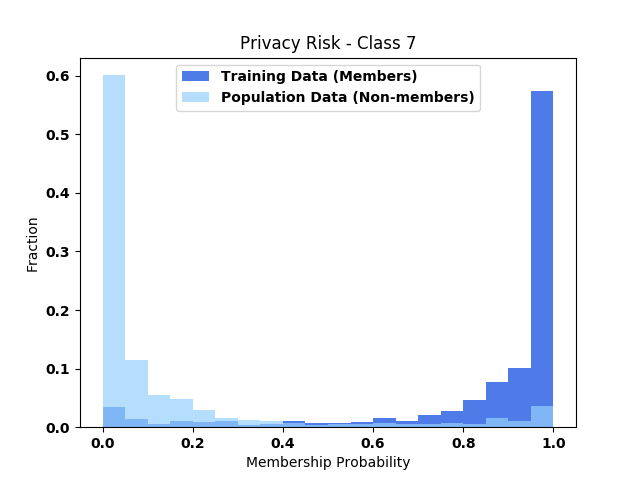 Privacy Risk - Class 7
Training Data (Members)
Population Data (Non-members)
0.6
0.5
0.4
0.3
0.2
0.1
0.0
Fraction
0.0 0.2 0.4 0.6 0.8 1.0
Membership Probability